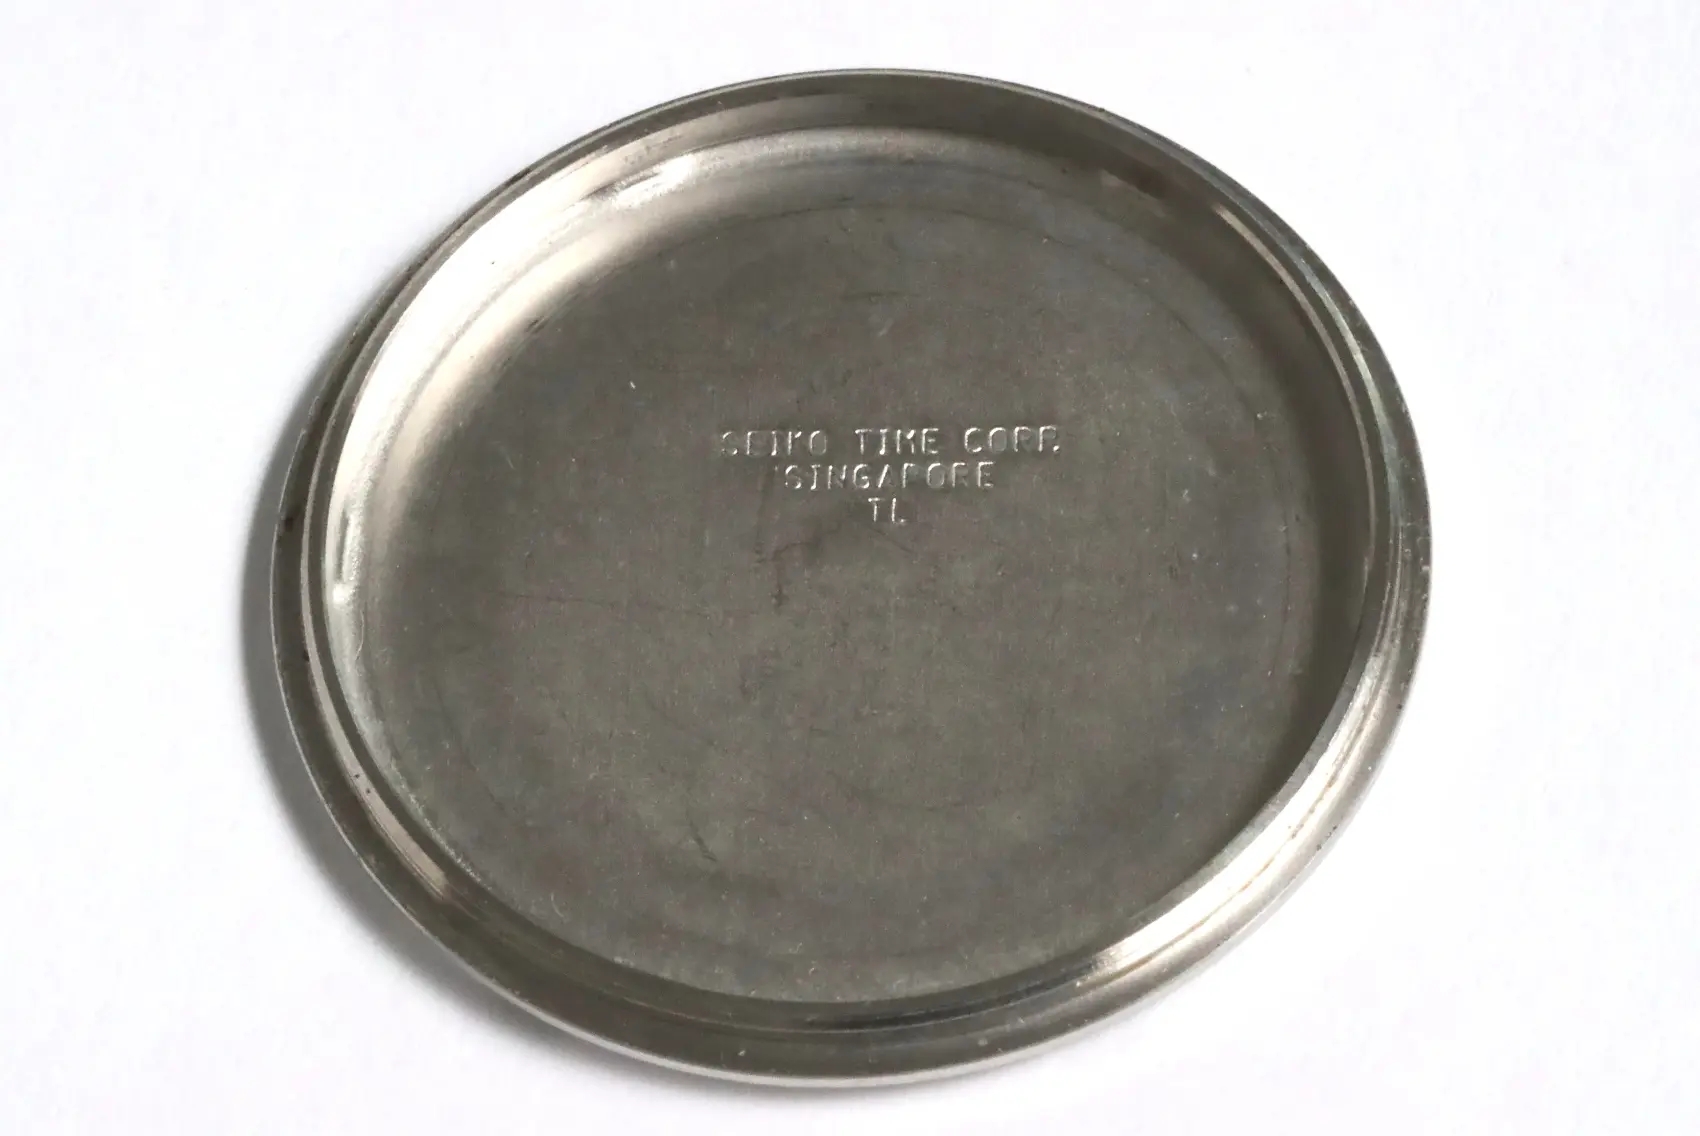 SEIKO TIME CORP.
SINGAPORE
TL